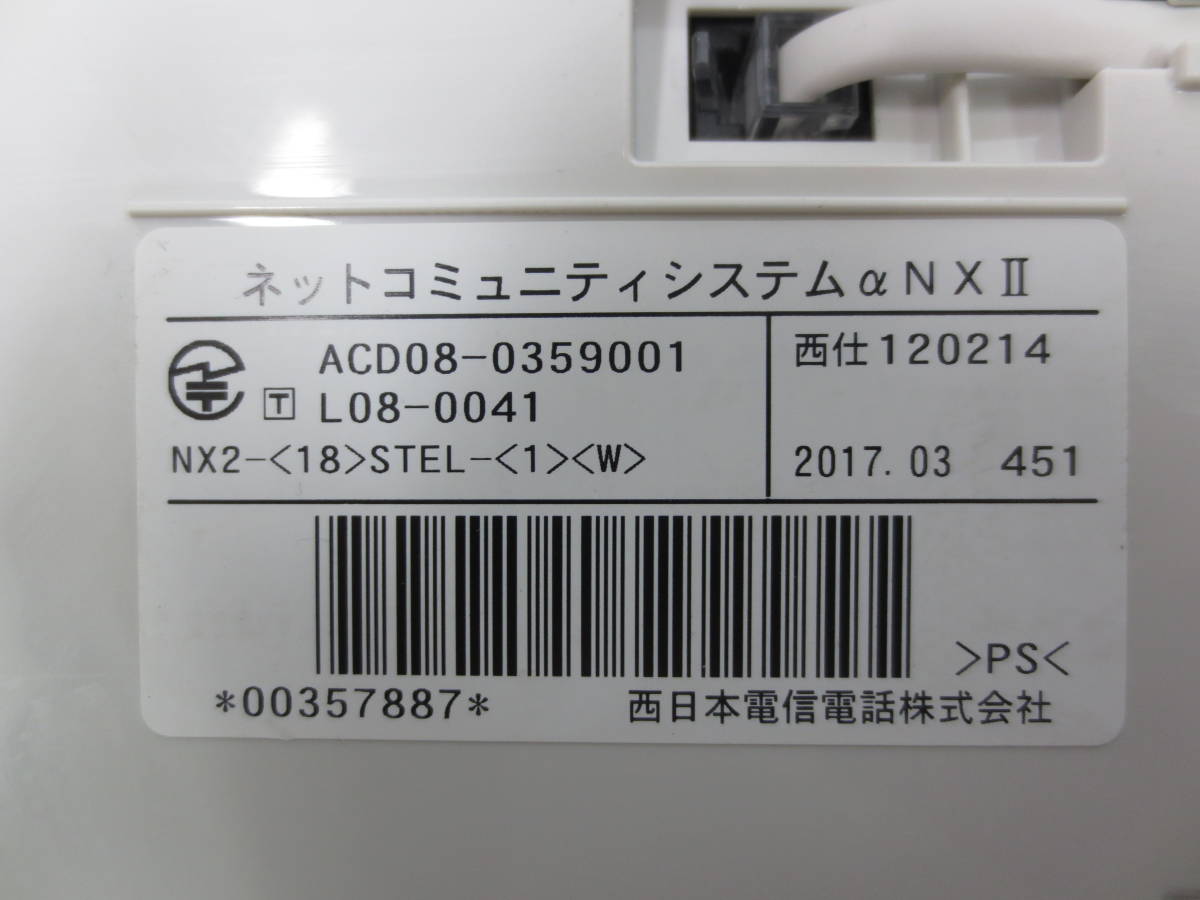 ネットコミュニティシステムαNXⅡ
ACD08-0359001
T L08-0041
NX2-<18>STEL-<1><W>
西仕120214
2017.03 451
>PS<
*00357887*
西日本電信電話株式会社